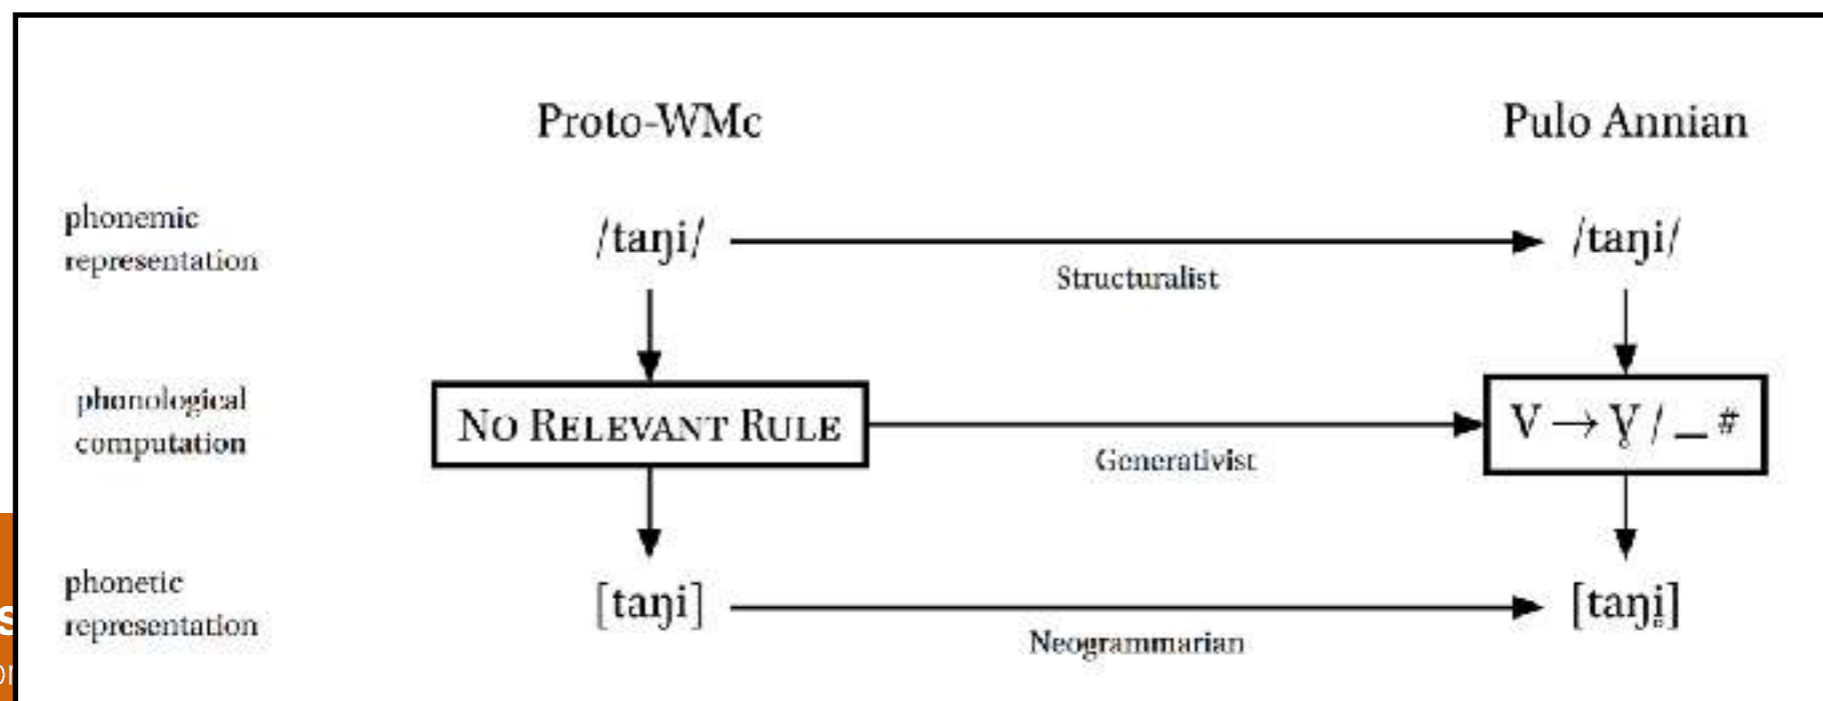 Proto-WMc Pulo Annian
phonemic /taŋi/ /taŋi/
representation Structuralist
phonological NO RELEVANT RULE V → V̥ / _ #
computation Generativist
phonetic [taŋi] [taŋi̥]
representation Neogrammarian